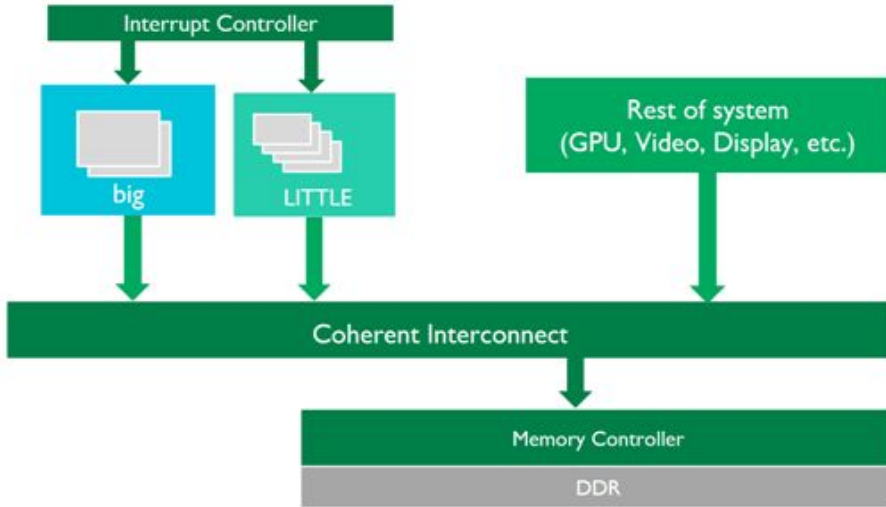 Interrupt Controller
big
LITTLE
Rest of system
(GPU, Video, Display, etc.)
Coherent Interconnect
Memory Controller
DDR